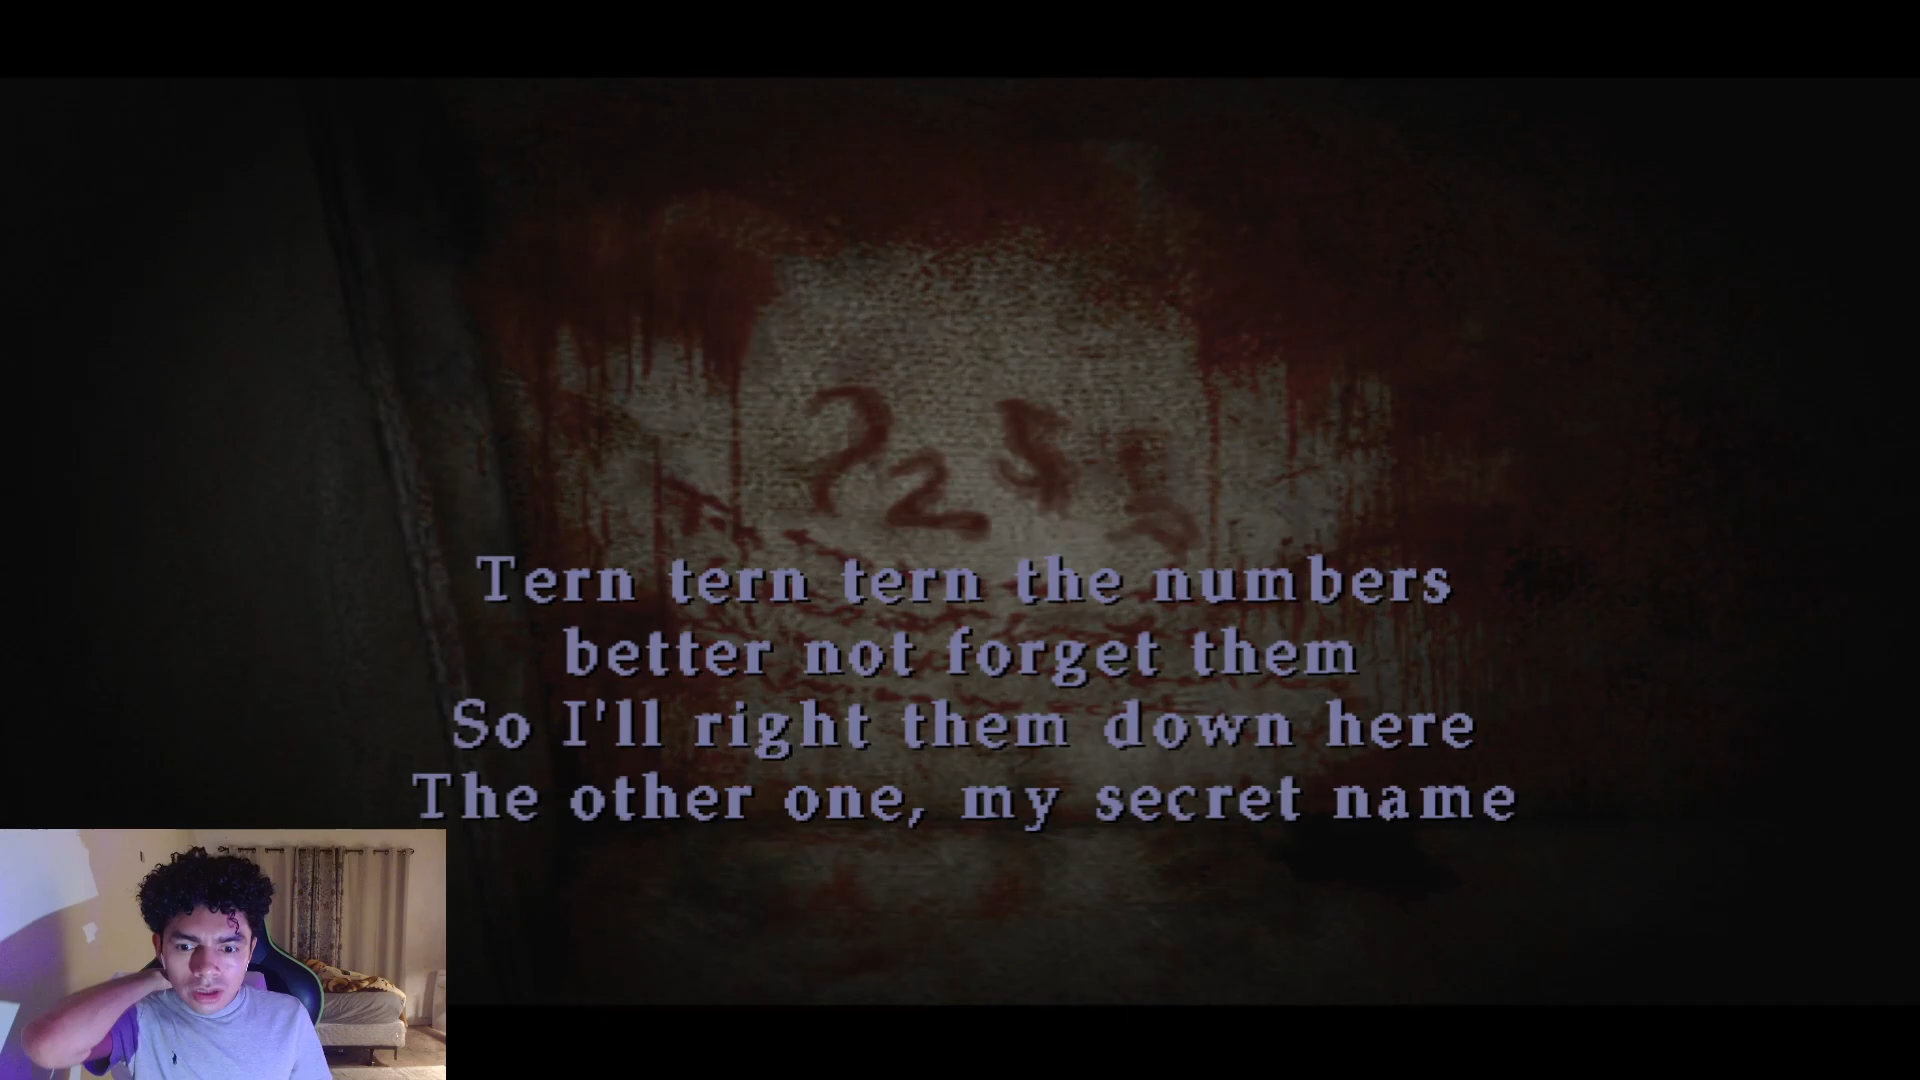 Tern tern tern the numbers
better not forget them
So I'll right them down here
The other one, my secret name